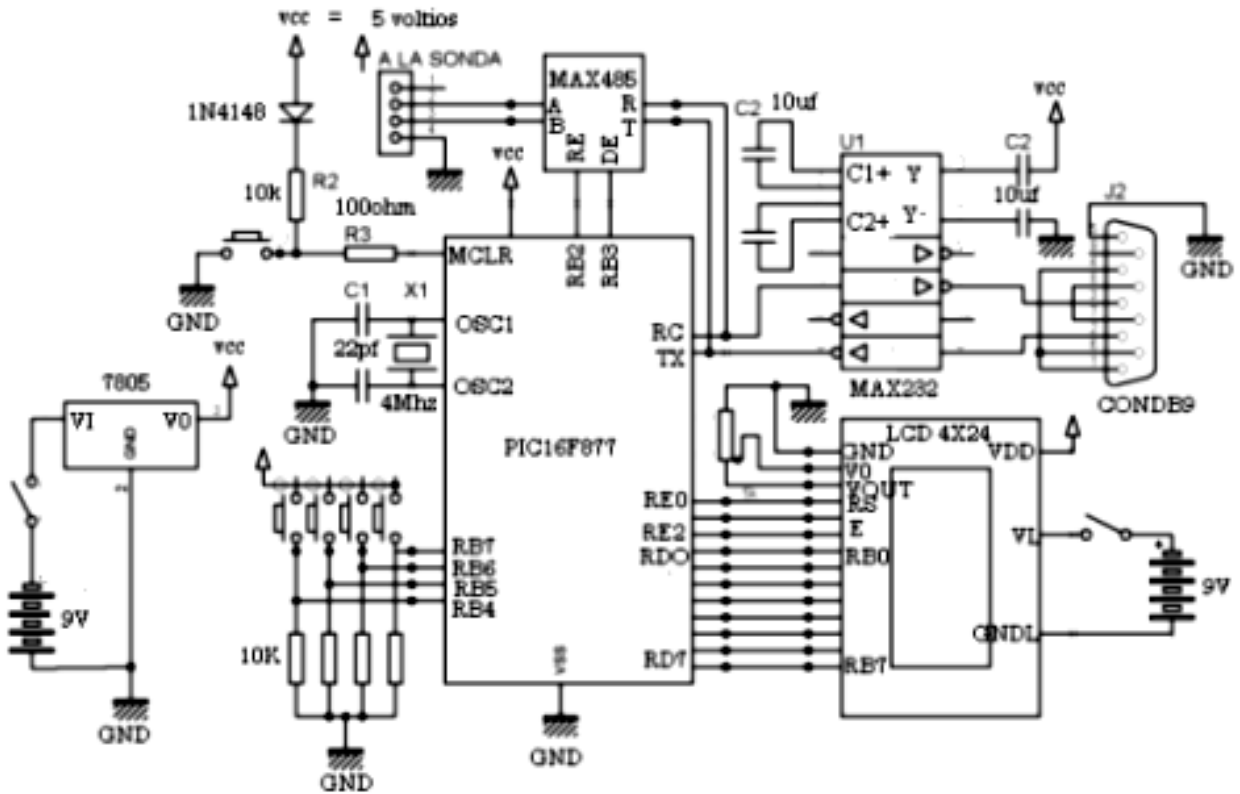 vcc = 5 voltios
A LA SONDA
1N4148
10k
R2
MAX485
A
B
R
T
RE
DE
vcc
100ohm
R3
MCLR
RB2
RB3
GND
C1
X1
22pf
4Mhz
OSC1
OSC2
GND
PIC16F877
RC
TX
C2
10uf
U1
C1+
Y
C2+
Y-
C2
10uf
vcc
J2
GND
MAX232
CONDB9
7805
VI
V0
GND
2
vcc
9V
GND
RB7
RB6
RB5
RB4
10K
GND
VSS
GND
RE0
RE2
RDO
RD7
LCD 4X24
GND
V0
VOUT
RS
E
RB0
RB7
VDD
VL
GNDL
+
9V